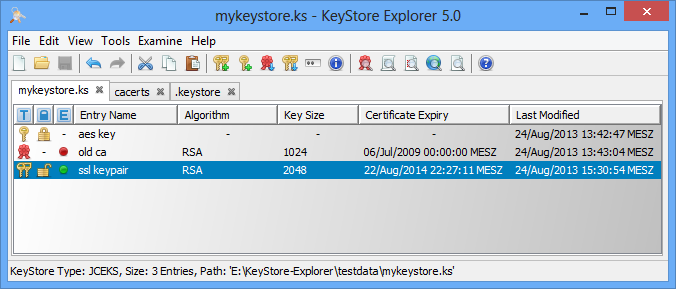 mykeystore.ks - KeyStore Explorer 5.0
File Edit View Tools Examine Help
mykeystore.ks cacerts .keystore
T E Entry Name Algorithm Key Size Certificate Expiry Last Modified
aes key - - - 24/Aug/2013 13:42:47 MESZ
- old ca RSA 1024 06/Jul/2009 00:00:00 MESZ 24/Aug/2013 13:43:04 MESZ
ssl keypair RSA 2048 22/Aug/2014 22:27:11 MESZ 24/Aug/2013 15:30:54 MESZ
KeyStore Type: JCEKS, Size: 3 Entries, Path: 'E:\KeyStore-Explorer\testdata\mykeystore.ks'